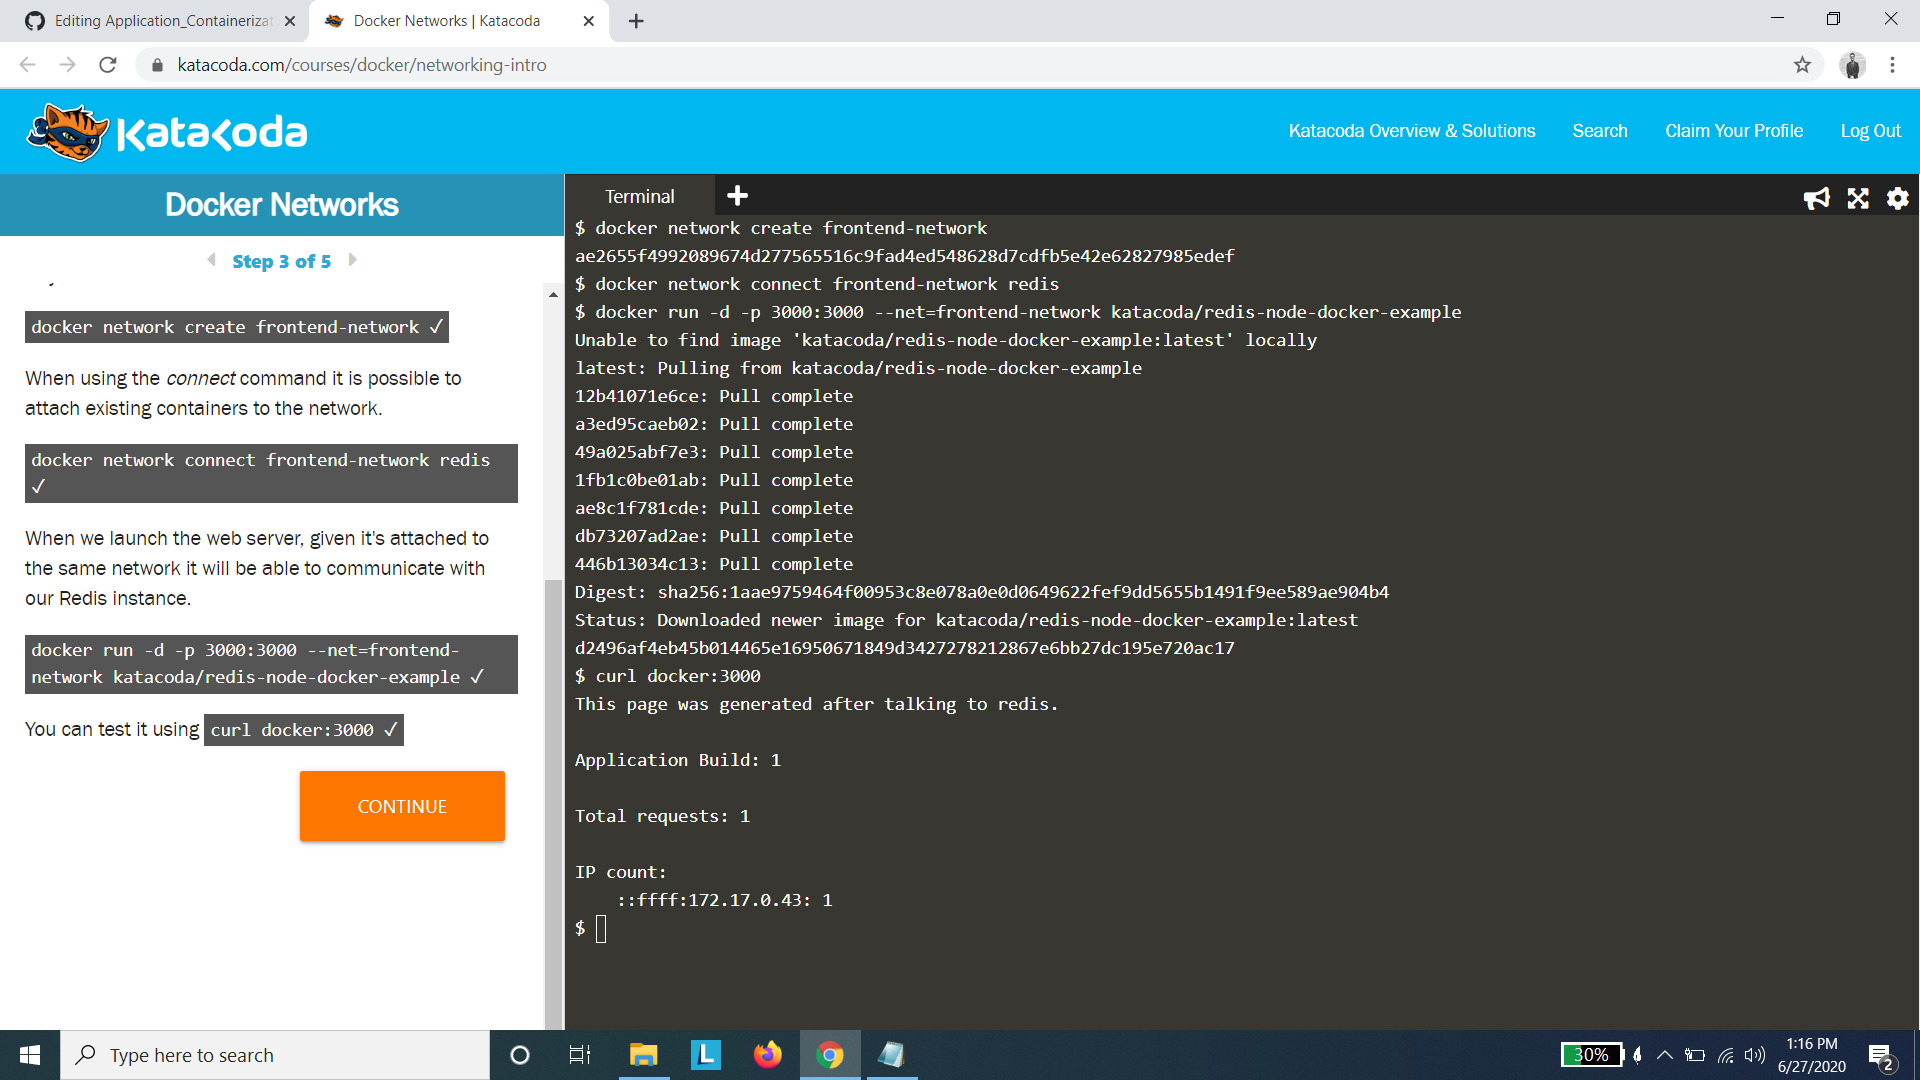 Editing Application_Containerizat
Docker Networks | Katacoda
katacoda.com/courses/docker/networking-intro
Katacoda
Katacoda Overview & Solutions
Search
Claim Your Profile
Log Out
Docker Networks
Step 3 of 5
docker network create frontend-network ✓
When using the connect command it is possible to
attach existing containers to the network.
docker network connect frontend-network redis
✓
When we launch the web server, given it's attached to
the same network it will be able to communicate with
our Redis instance.
docker run -d -p 3000:3000 --net=frontend-
network katacoda/redis-node-docker-example ✓
You can test it using curl docker:3000 ✓
CONTINUE
Terminal
$ docker network create frontend-network
ae2655f4992089674d277565516c9fad4ed548628d7cdfb5e42e62827985edef
$ docker network connect frontend-network redis
$ docker run -d -p 3000:3000 --net=frontend-network katacoda/redis-node-docker-example
Unable to find image 'katacoda/redis-node-docker-example:latest' locally
latest: Pulling from katacoda/redis-node-docker-example
12b41071e6ce: Pull complete
a3ed95caeb02: Pull complete
49a025abf7e3: Pull complete
1fb1c0be01ab: Pull complete
ae8c1f781cde: Pull complete
db73207ad2ae: Pull complete
446b13034c13: Pull complete
Digest: sha256:1aae9759464f00953c8e078a0e0d0649622fef9dd5655b1491f9ee589ae904b4
Status: Downloaded newer image for katacoda/redis-node-docker-example:latest
d2496af4eb45b014465e16950671849d3427278212867e6bb27dc195e720ac17
$ curl docker:3000
This page was generated after talking to redis.
Application Build: 1
Total requests: 1
IP count:
::ffff:172.17.0.43: 1
$
Type here to search
L
30%
1:16 PM
6/27/2020
2